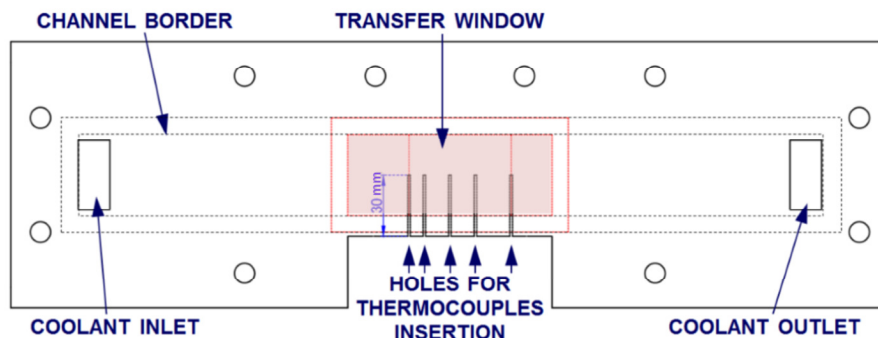 CHANNEL BORDER
TRANSFER WINDOW
30 mm
HOLES FOR
THERMOCOUPLES
INSERTION
COOLANT INLET
COOLANT OUTLET